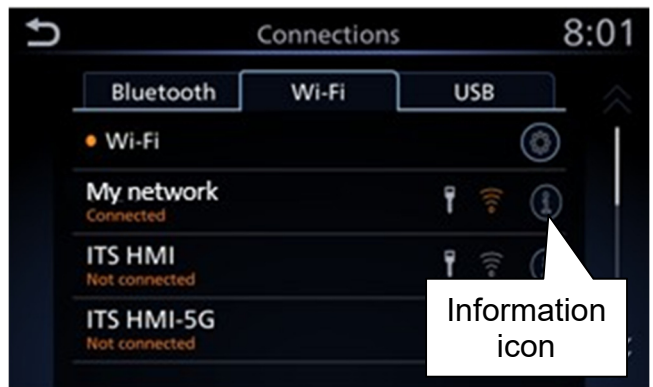 Connections
8:01
Bluetooth
Wi-Fi
USB
Wi-Fi
My network
Connected
ITS HMI
Not connected
ITS HMI-5G
Not connected
Information
icon